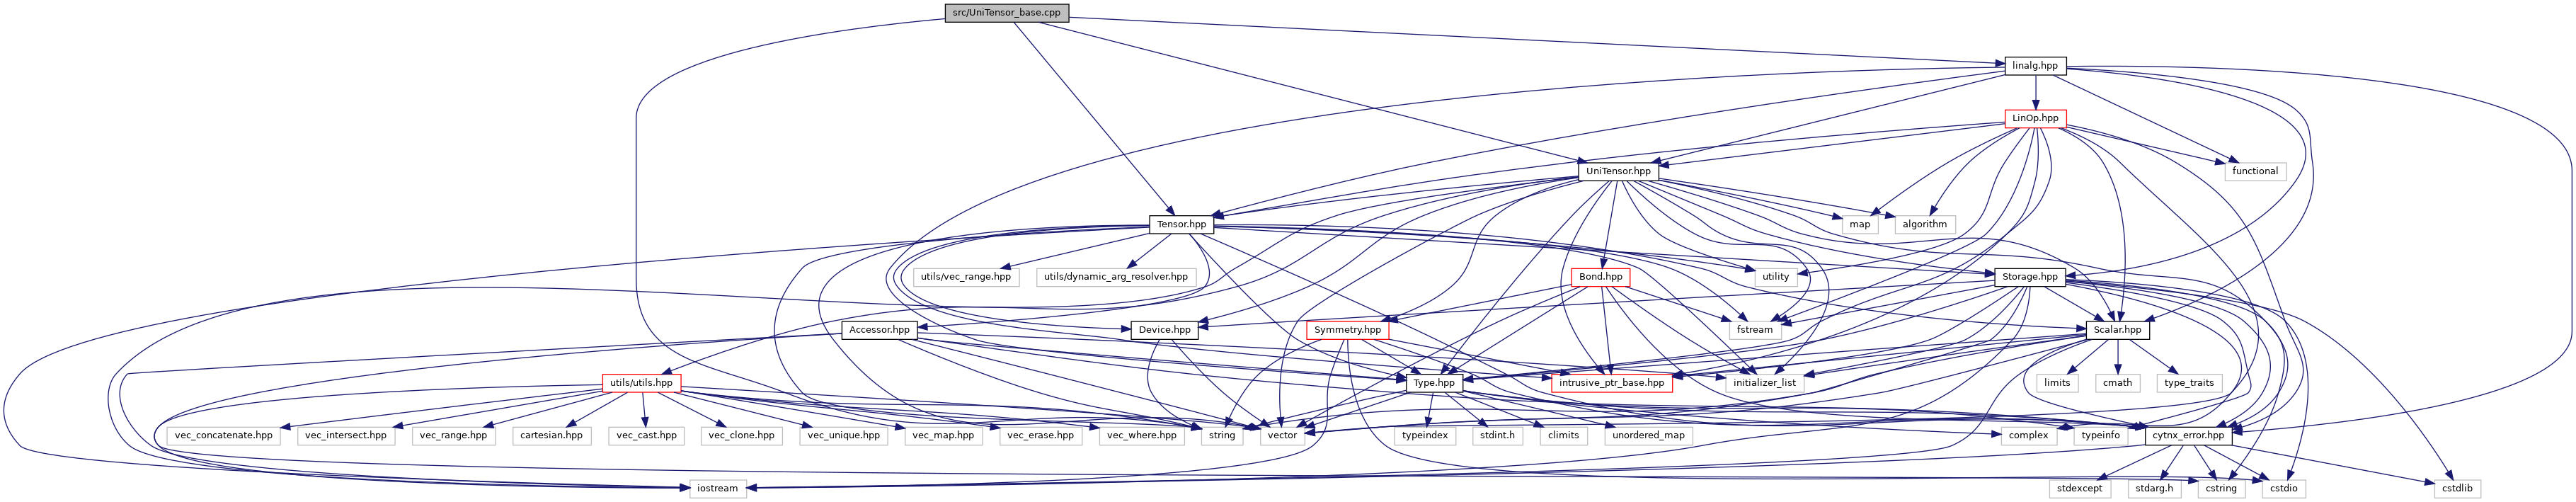 src/UniTensor_base.cpp
linalg.hpp
LinOp.hpp
UniTensor.hpp
functional
Tensor.hpp
map
algorithm
utils/vec_range.hpp
utils/dynamic_arg_resolver.hpp
Bond.hpp
utility
Storage.hpp
Accessor.hpp
Device.hpp
Symmetry.hpp
fstream
Scalar.hpp
utils/utils.hpp
Type.hpp
intrusive_ptr_base.hpp
initializer_list
limits
cmath
type_traits
vec_concatenate.hpp
vec_intersect.hpp
vec_range.hpp
cartesian.hpp
vec_cast.hpp
vec_clone.hpp
vec_unique.hpp
vec_map.hpp
vec_erase.hpp
vec_where.hpp
string
vector
typeindex
stdint.h
climits
unordered_map
complex
typeinfo
cytnx_error.hpp
iostream
stdexcept
stdarg.h
cstring
cstdio
cstdlib